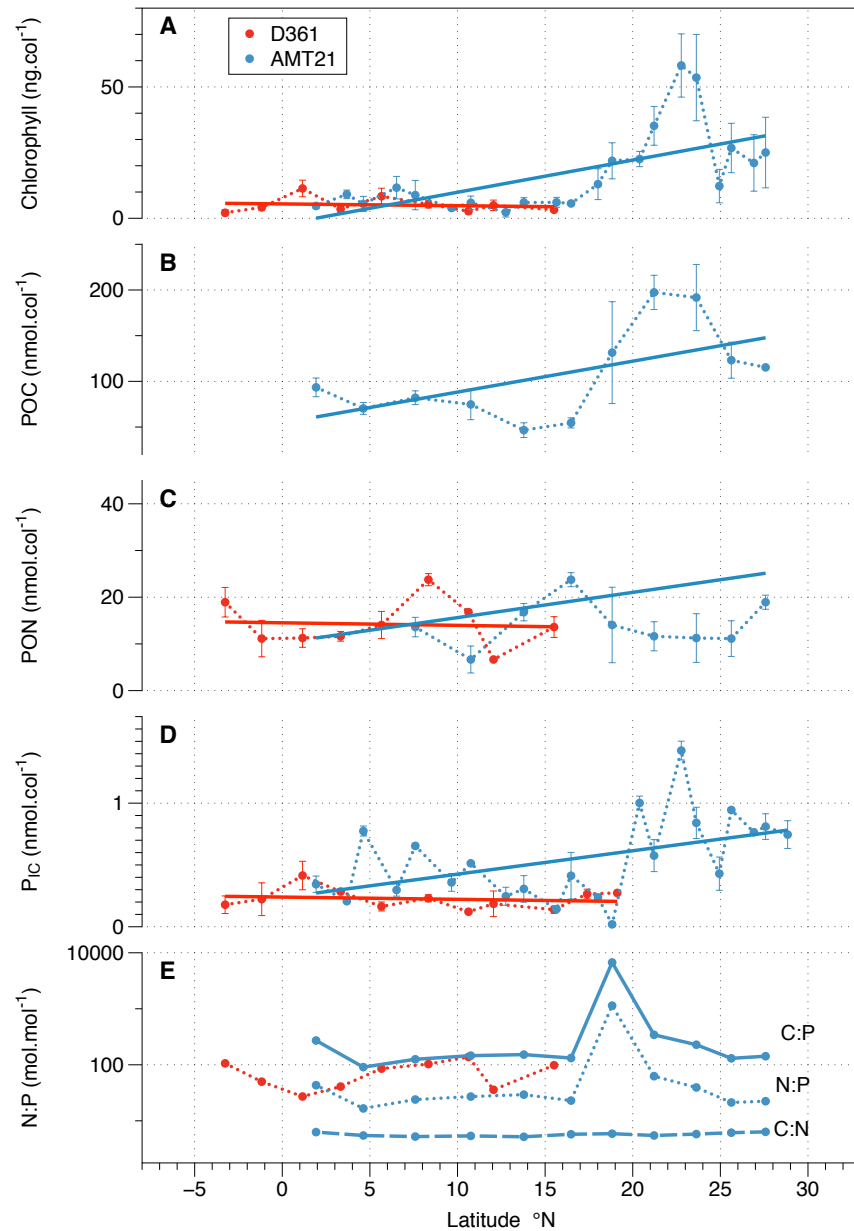 A
D361
AMT21
Chlorophyll (ng.col⁻¹)
50
0
B
POC (nmol.col⁻¹)
200
100
C
PON (nmol.col⁻¹)
40
20
0
D
P_IC (nmol.col⁻¹)
1
0
E
N:P (mol.mol⁻¹)
10000
100
C:P
N:P
C:N
−5 0 5 10 15 20 25 30
Latitude °N